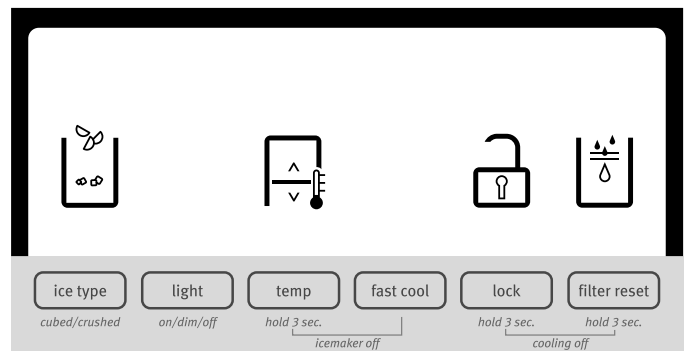 ice type light temp fast cool lock filter reset
cubed/crushed on/dim/off hold 3 sec. hold 3 sec. hold 3 sec.
icemaker off cooling off